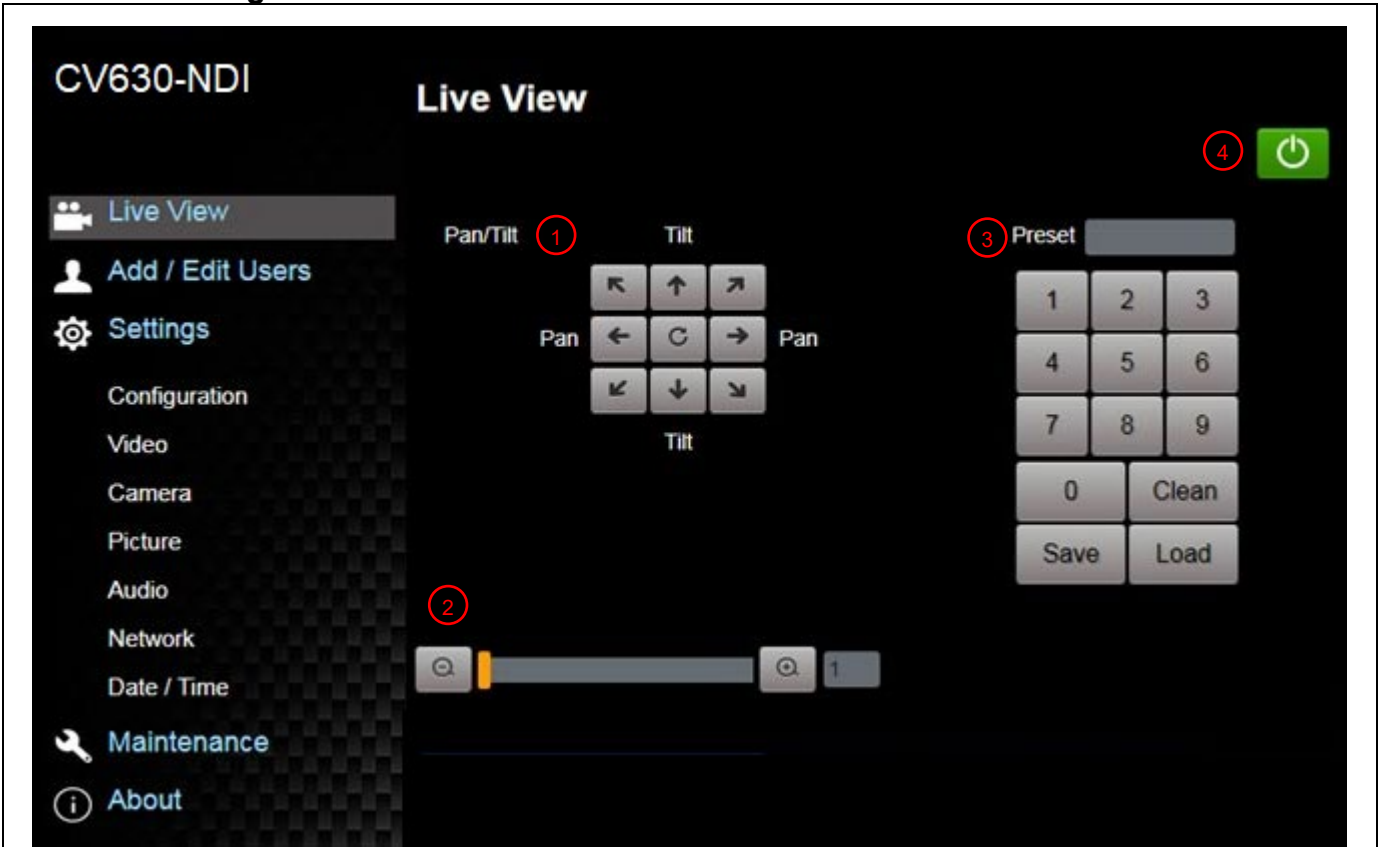 CV630-NDI
Live View
4
Live View
Add / Edit Users
Settings
Configuration
Video
Camera
Picture
Audio
Network
Date / Time
Maintenance
About
Pan/Tilt 1 Tilt
Pan Pan
Tilt
2
1
3 Preset
1 2 3
4 5 6
7 8 9
0 Clean
Save Load